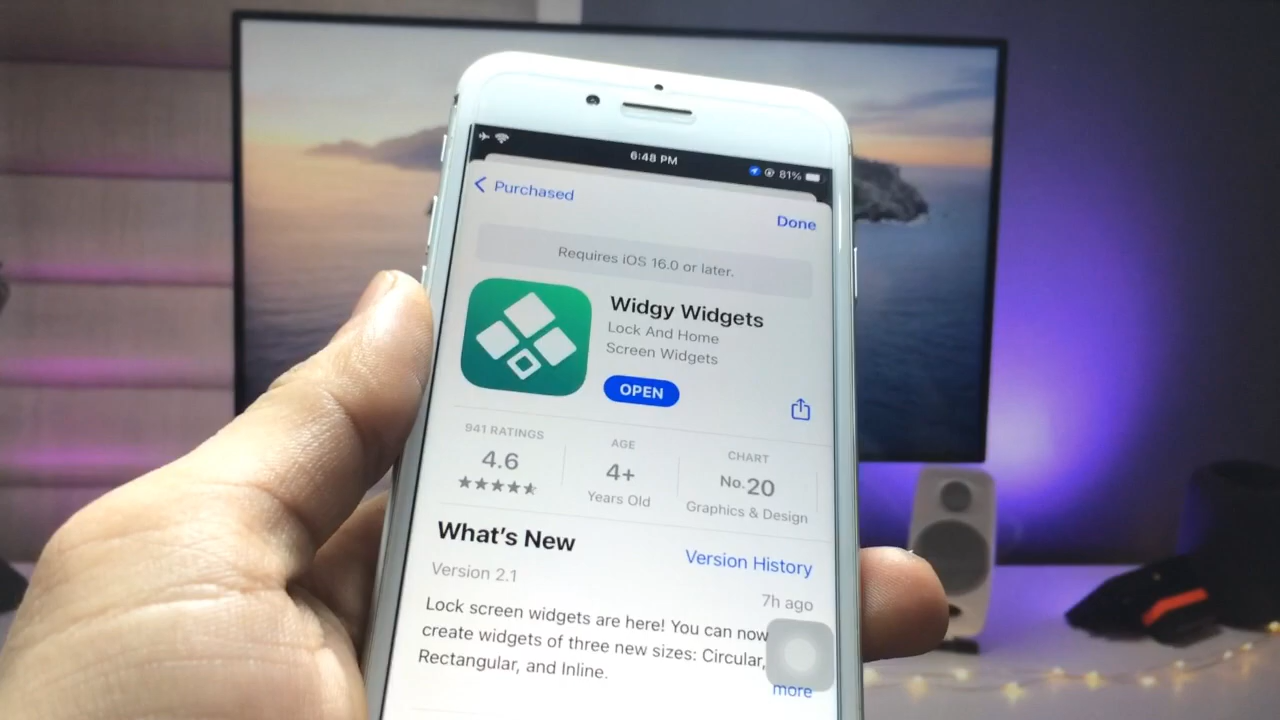 6:48 PM
81%
Purchased
Done
Requires iOS 16.0 or later.
Widgy Widgets
Lock And Home
Screen Widgets
OPEN
941 RATINGS
4.6
AGE
4+
Years Old
CHART
No.20
Graphics & Design
What's New
Version History
Version 2.1
7h ago
Lock screen widgets are here! You can now
create widgets of three new sizes: Circular,
Rectangular, and Inline.
more